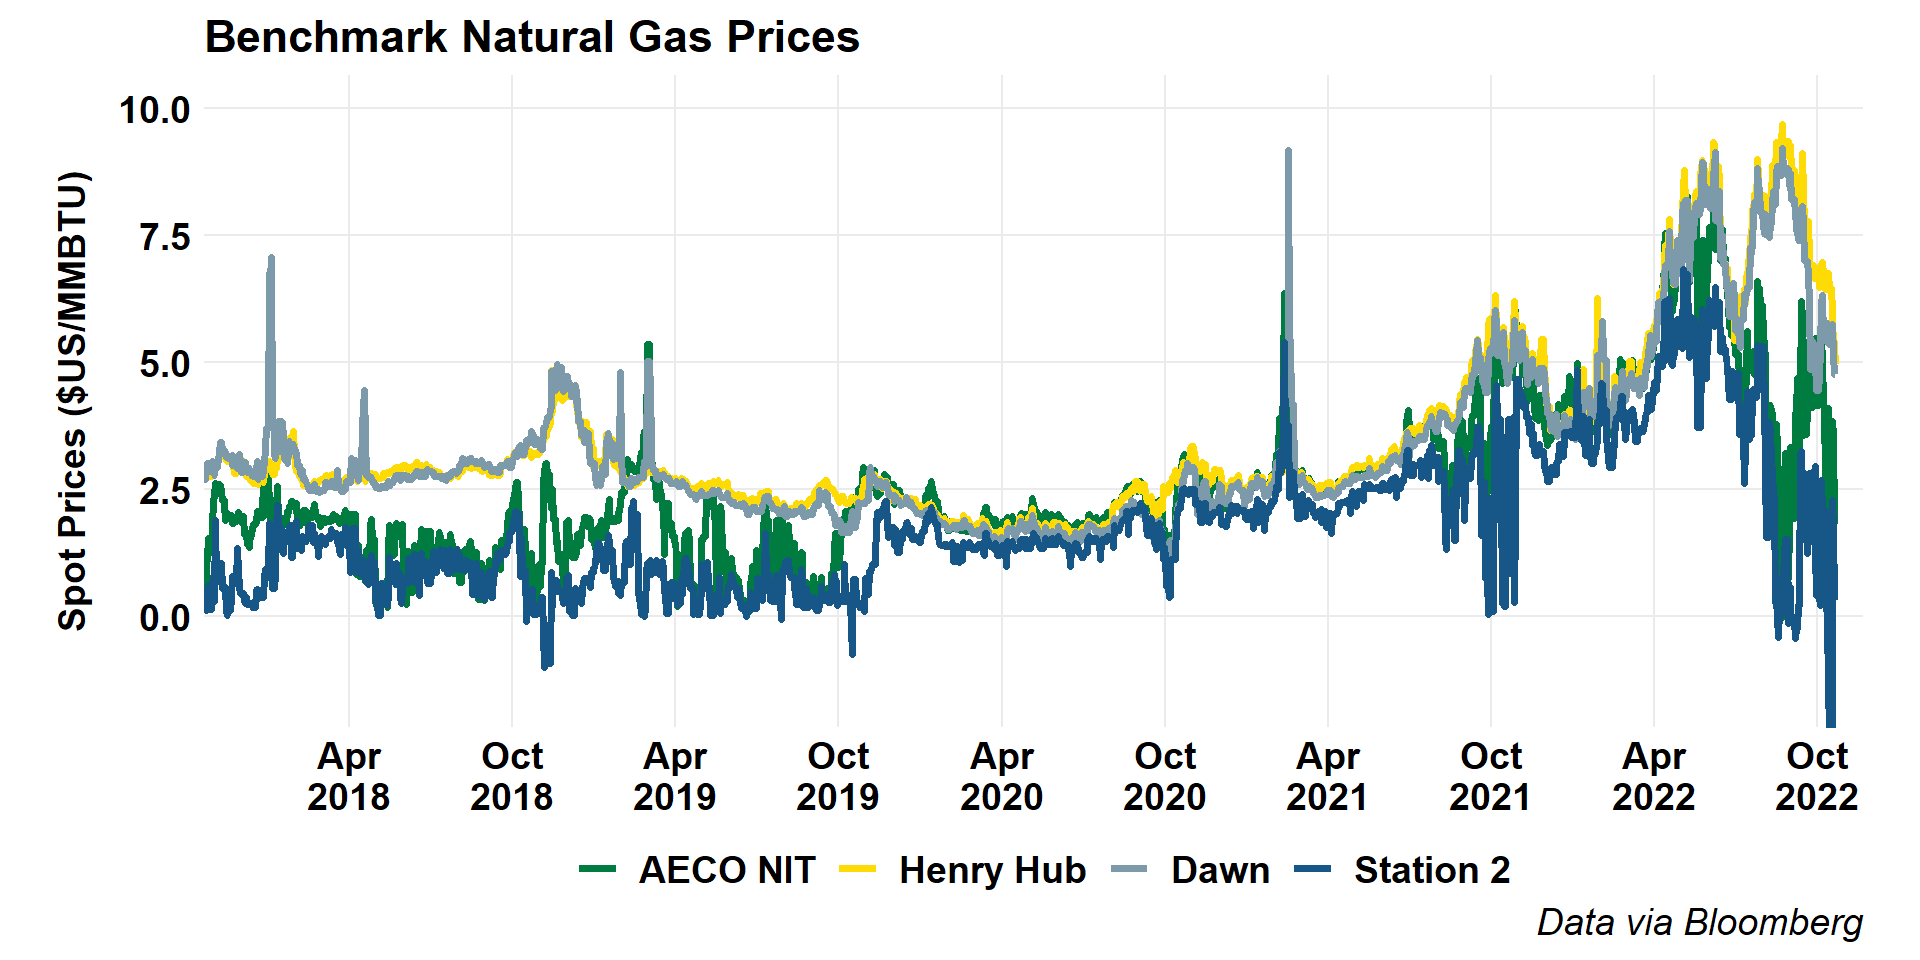 Benchmark Natural Gas Prices
Spot Prices ($US/MMBTU)
10.0
7.5
5.0
2.5
0.0
Apr Oct Apr Oct Apr Oct Apr Oct Apr Oct
2018 2018 2019 2019 2020 2020 2021 2021 2022 2022
AECO NIT Henry Hub Dawn Station 2
Data via Bloomberg